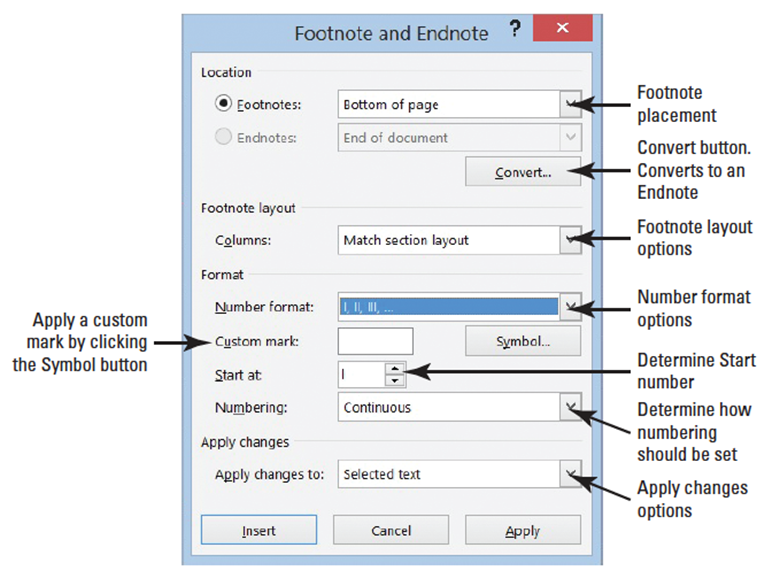 Footnote and Endnote ?
Location
Footnotes: Bottom of page
Footnote
placement
Endnotes: End of document
Convert...
Convert button.
Converts to an
Endnote
Footnote layout
Columns: Match section layout
Footnote layout
options
Format
Number format: I, II, III, ...
Number format
options
Apply a custom
mark by clicking
the Symbol button
Custom mark: Symbol...
Start at: I
Determine Start
number
Numbering: Continuous
Determine how
numbering
should be set
Apply changes
Apply changes to: Selected text
Apply changes
options
Insert Cancel Apply